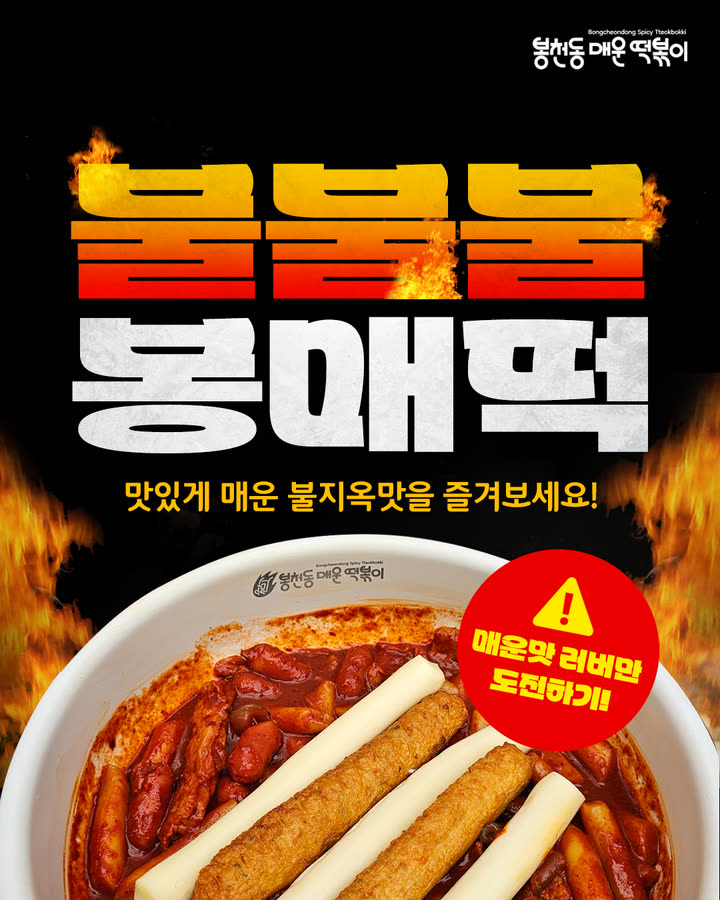 Bongcheondong Spicy Tteokbokki
봉천동 매운 떡볶이
불불불
봉매떡
맛있게 매운 불지옥맛을 즐겨보세요!
Bongcheondong Spicy Tteokbokki
봉천동 매운 떡볶이
매운맛 러버만
도전하기!